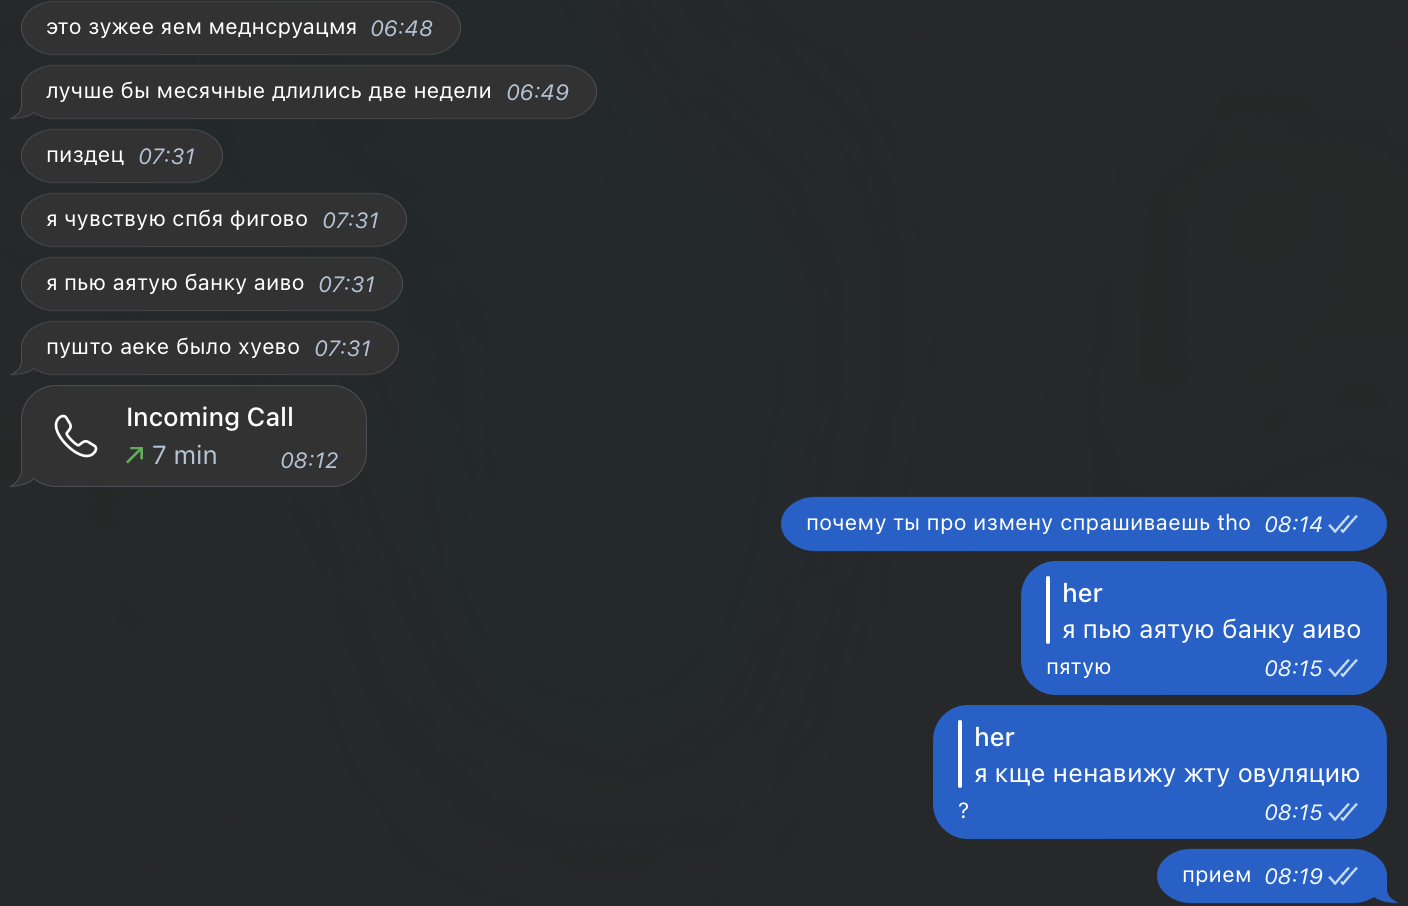 это зужее яем меднсруацмя 06:48
лучше бы месячные длились две недели 06:49
пиздец 07:31
я чувствую спбя фигово 07:31
я пью аятую банку аиво 07:31
пушто аеке было хуево 07:31
Incoming Call
7 min 08:12
почему ты про измену спрашиваешь tho 08:14
her
я пью аятую банку аиво
пятую 08:15
her
я кще ненавижу жту овуляцию
? 08:15
прием 08:19